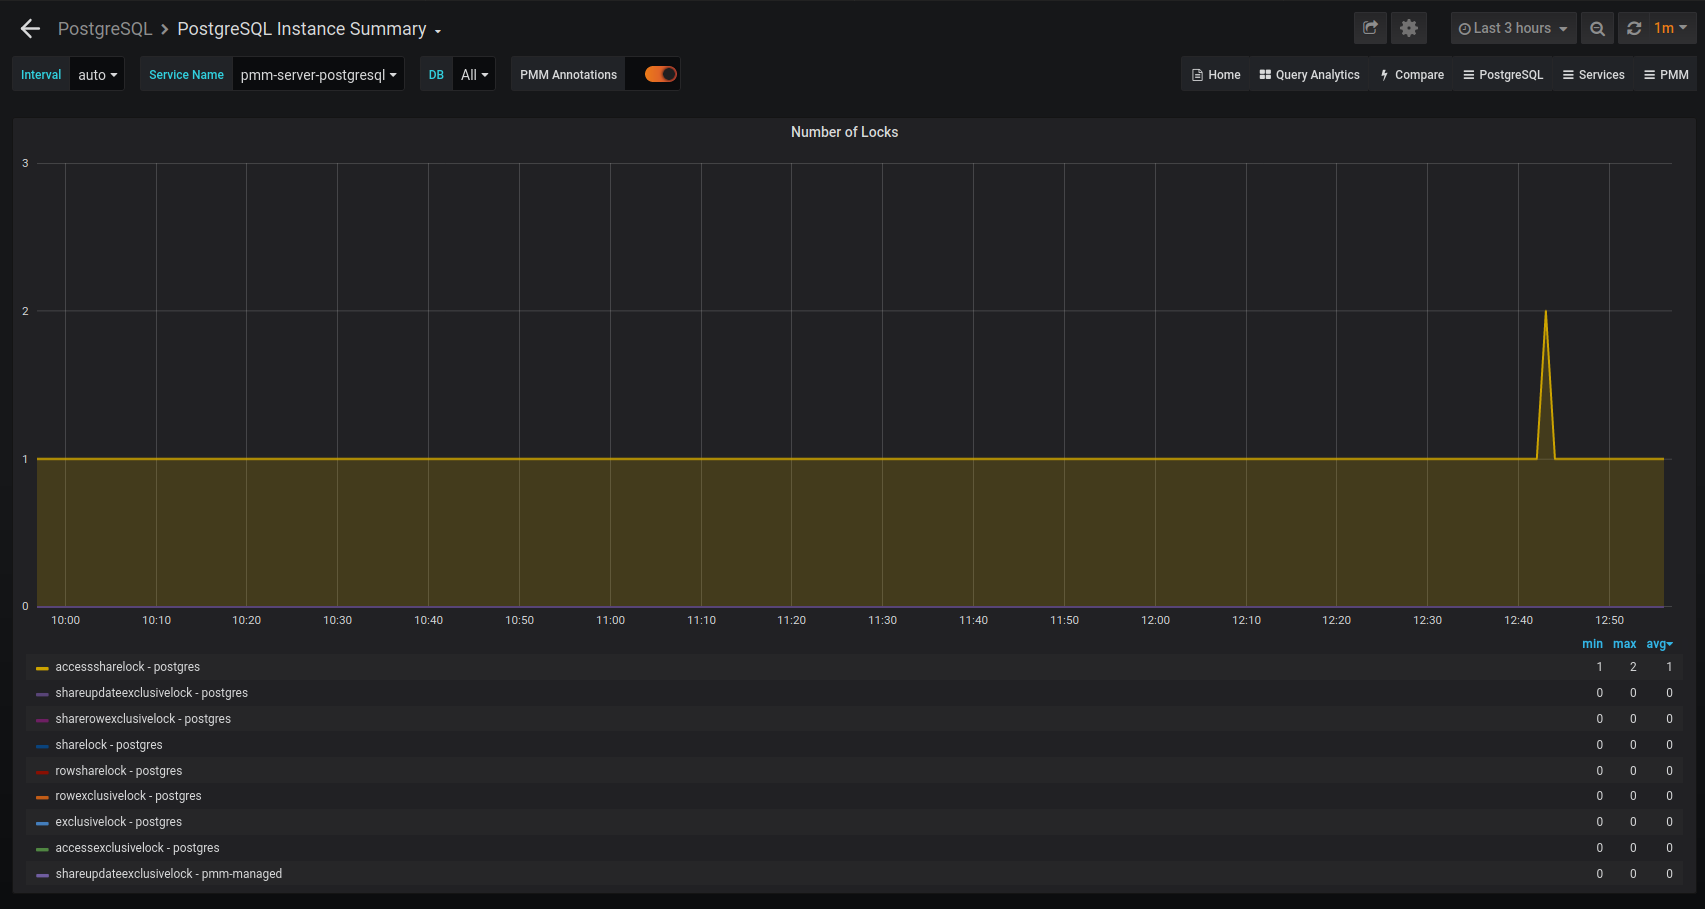 PostgreSQL > PostgreSQL Instance Summary
Last 3 hours
1m
Interval auto Service Name pmm-server-postgresql DB All PMM Annotations
Home Query Analytics Compare PostgreSQL Services PMM
Number of Locks
3
2
1
0
10:00 10:10 10:20 10:30 10:40 10:50 11:00 11:10 11:20 11:30 11:40 11:50 12:00 12:10 12:20 12:30 12:40 12:50
min max avg
accesssharelock - postgres 1 2 1
shareupdateexclusivelock - postgres 0 0 0
sharerowexclusivelock - postgres 0 0 0
sharelock - postgres 0 0 0
rowsharelock - postgres 0 0 0
rowexclusivelock - postgres 0 0 0
exclusivelock - postgres 0 0 0
accessexclusivelock - postgres 0 0 0
shareupdateexclusivelock - pmm-managed 0 0 0